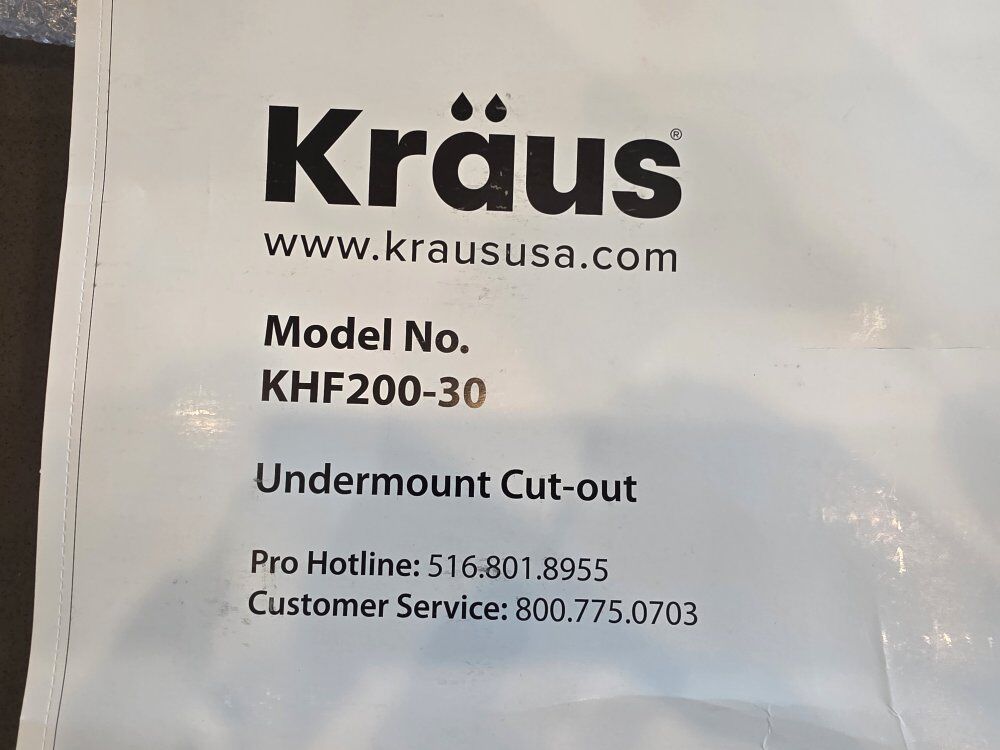 Kräus®
www.kraususa.com
Model No.
KHF200-30
Undermount Cut-out
Pro Hotline: 516.801.8955
Customer Service: 800.775.0703